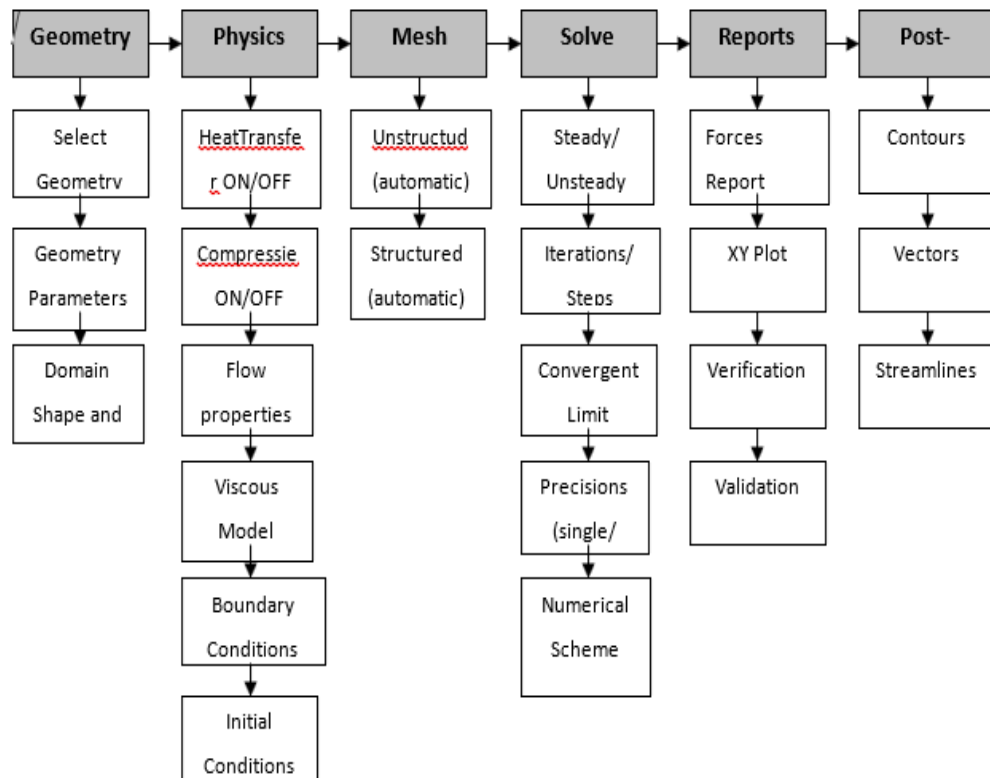 Geometry
Physics
Mesh
Solve
Reports
Post-
Select
Geometry
Geometry
Parameters
Domain
Shape and
HeatTransfe
r ON/OFF
Compressie
ON/OFF
Flow
properties
Viscous
Model
Boundary
Conditions
Initial
Conditions
Unstructud
(automatic)
Structured
(automatic)
Steady/
Unsteady
Iterations/
Steps
Convergent
Limit
Precisions
(single/
Numerical
Scheme
Forces
Report
XY Plot
Verification
Validation
Contours
Vectors
Streamlines